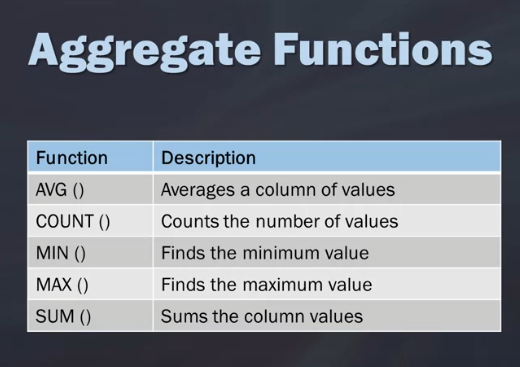 Aggregate Functions
Function Description
AVG () Averages a column of values
COUNT () Counts the number of values
MIN () Finds the minimum value
MAX () Finds the maximum value
SUM () Sums the column values